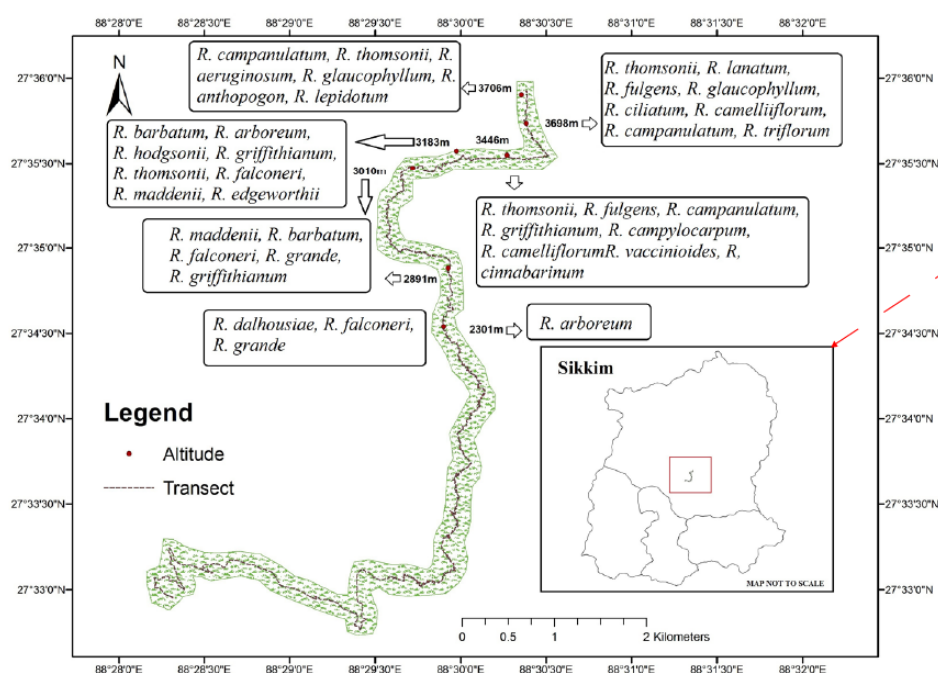 88°28'0"E 88°28'30"E 88°29'0"E 88°29'30"E 88°30'0"E 88°30'30"E 88°31'0"E 88°31'30"E 88°32'0"E
27°36'0"N
27°36'0"N
N
R. campanulatum, R. thomsonii, R.
aeruginosum, R. glaucophyllum, R.
anthopogon, R. lepidotum
3706m
R. thomsonii, R. lanatum,
R. fulgens, R. glaucophyllum,
R. ciliatum, R. camelliiflorum,
R. campanulatum, R. triflorum
3698m
R. barbatum, R. arboreum,
R. hodgsonii, R. griffithianum,
R. thomsonii, R. falconeri,
R. maddenii, R. edgeworthii
3183m
3446m
27°35'30"N
27°35'30"N
3010m
R. thomsonii, R. fulgens, R. campanulatum,
R. griffithianum, R. campylocarpum,
R. camelliflorumR. vaccinioides, R,
cinnabarinum
R. maddenii, R. barbatum,
R. falconeri, R. grande,
R. griffithianum
27°35'0"N
27°35'0"N
2891m
R. dalhousiae, R. falconeri,
R. grande
2301m
R. arboreum
27°34'30"N
27°34'30"N
Sikkim
27°34'0"N
27°34'0"N
Legend
Altitude
Transect
27°33'30"N
27°33'30"N
MAP NOT TO SCALE
27°33'0"N
27°33'0"N
0 0.5 1 2 Kilometers
88°28'0"E 88°28'30"E 88°29'0"E 88°29'30"E 88°30'0"E 88°30'30"E 88°31'0"E 88°31'30"E 88°32'0"E